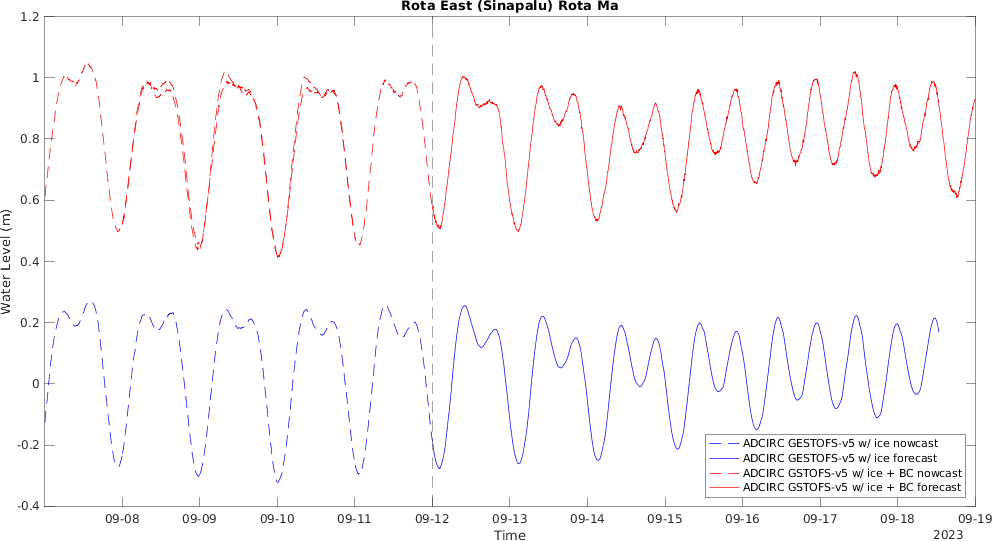 Rota East (Sinapalu) Rota Ma
1.2
1
0.8
0.6
0.4
0.2
0
-0.2
-0.4
Water Level (m)
ADCIRC GESTOFS-v5 w/ ice nowcast
ADCIRC GESTOFS-v5 w/ ice forecast
ADCIRC GSTOFS-v5 w/ ice + BC nowcast
ADCIRC GSTOFS-v5 w/ ice + BC forecast
09-08 09-09 09-10 09-11 09-12 09-13 09-14 09-15 09-16 09-17 09-18 09-19
Time
2023